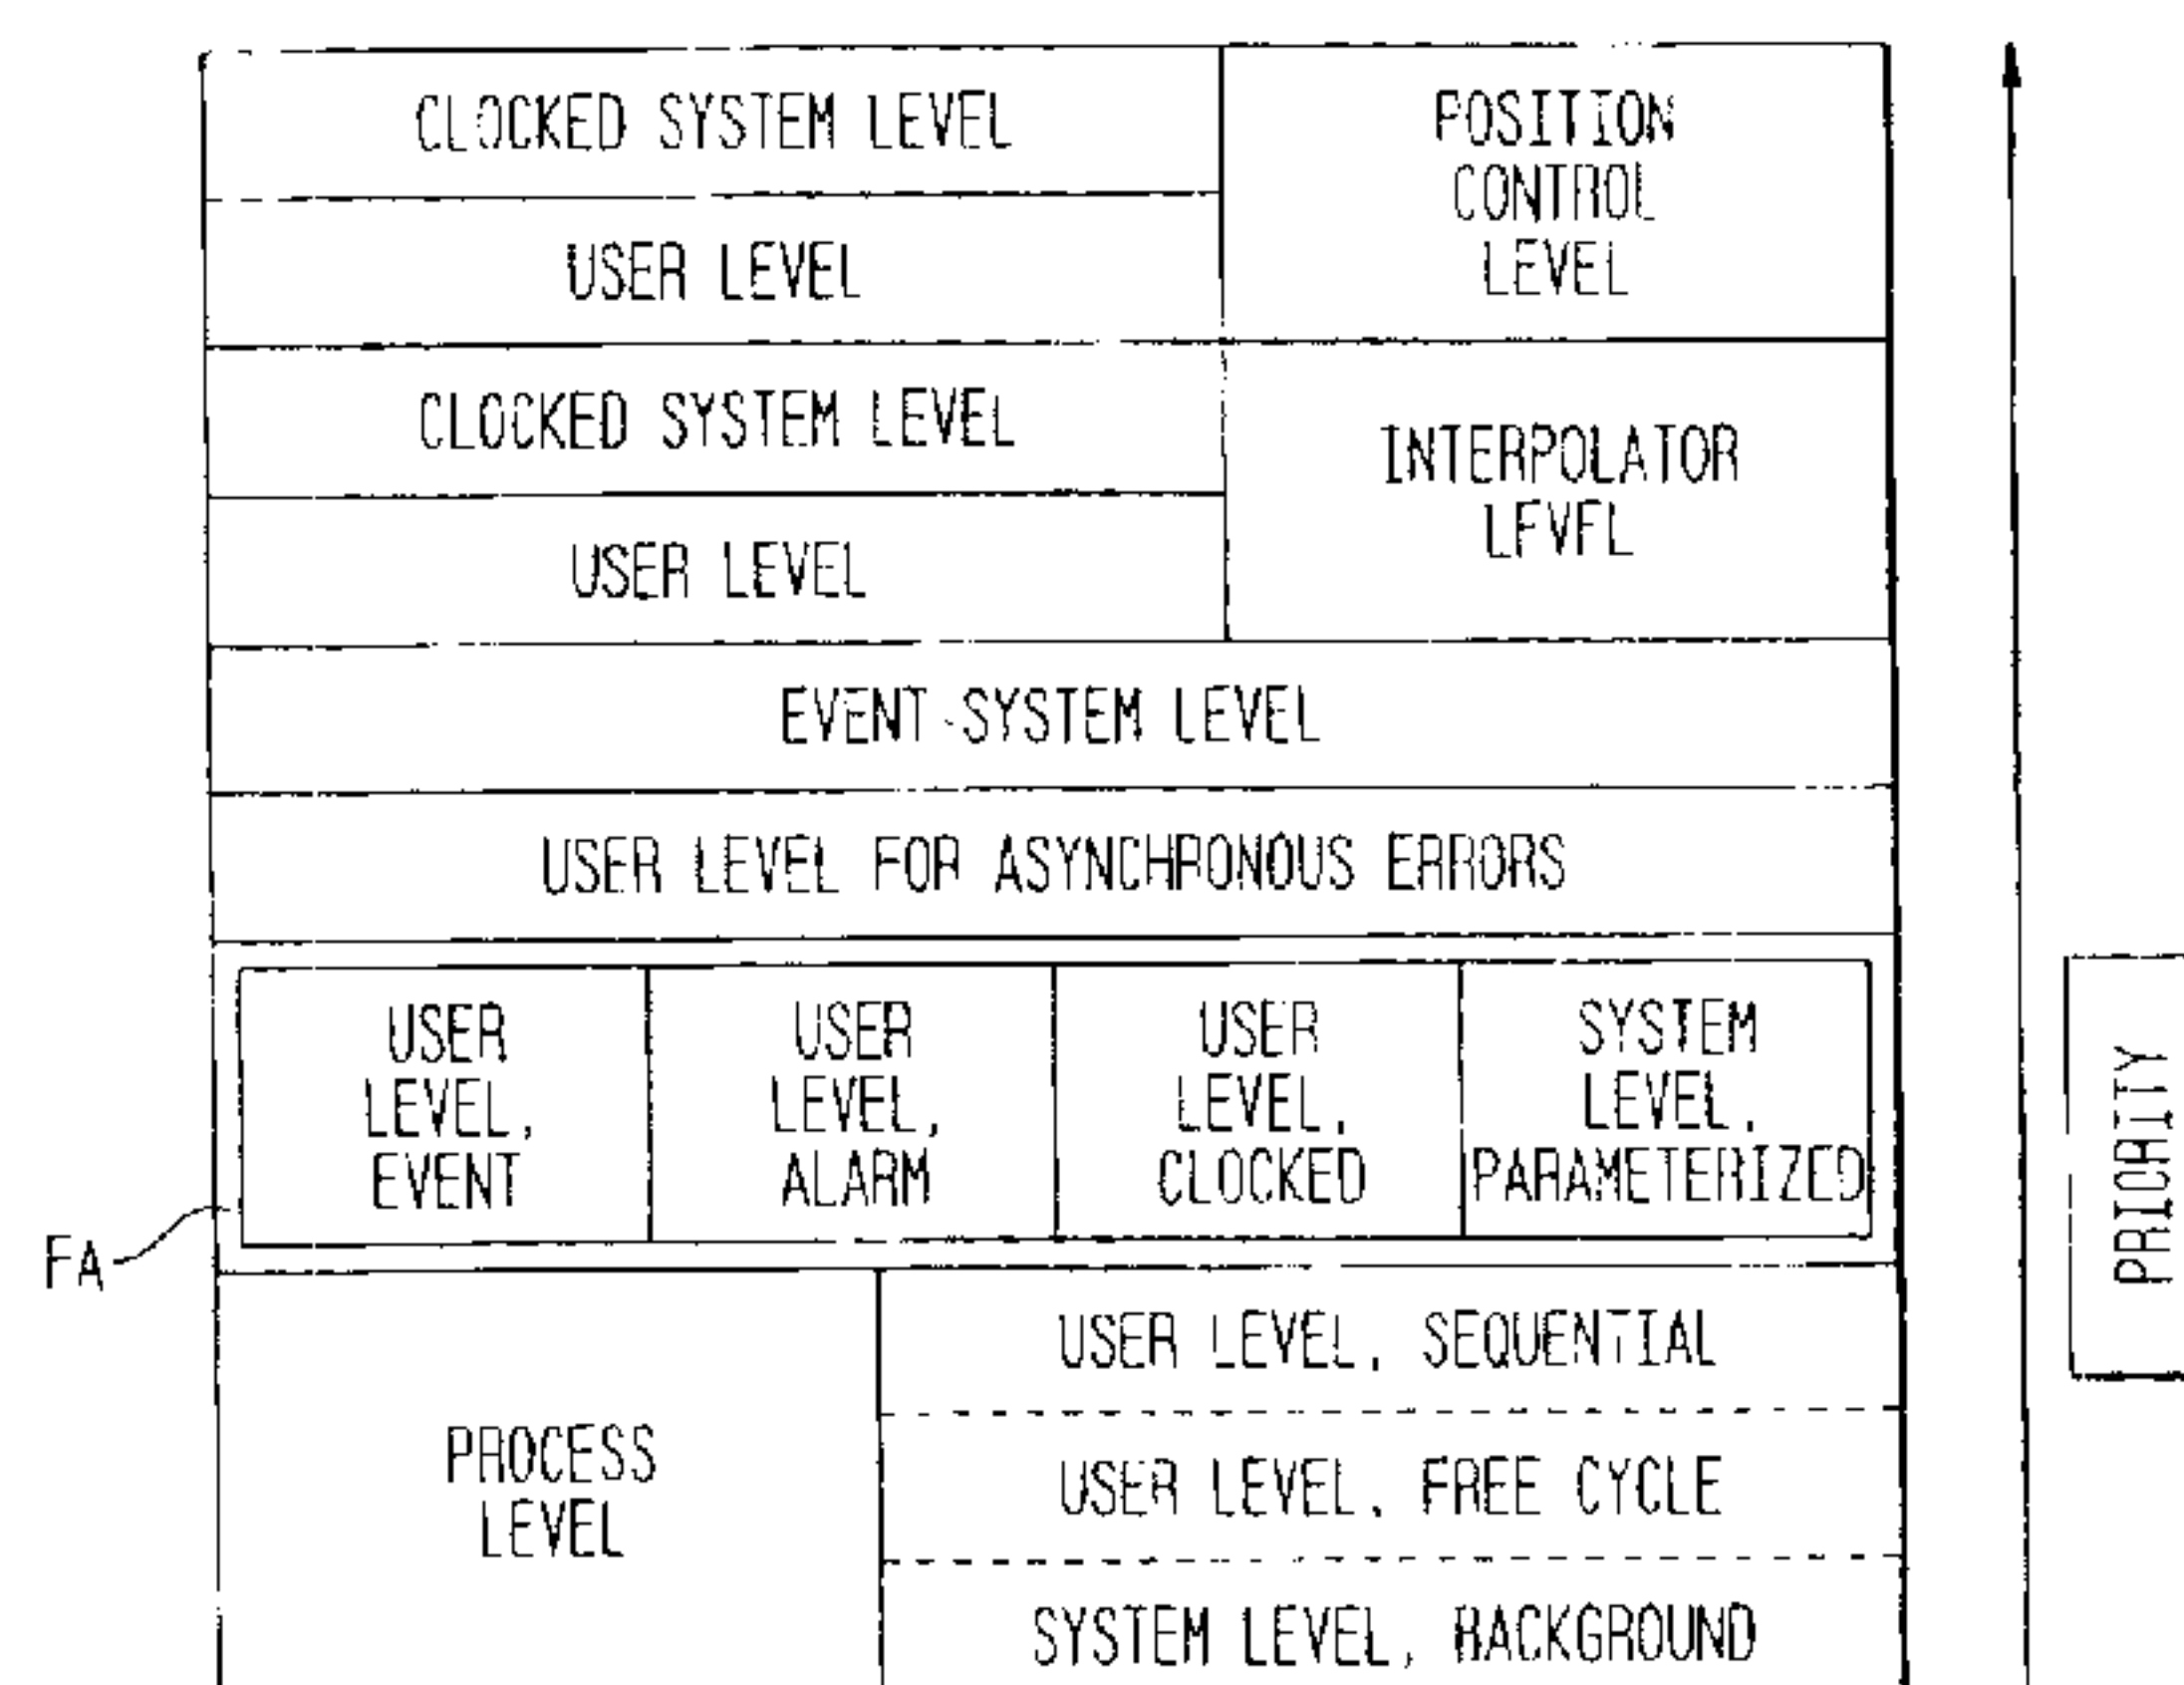 CLOCKED SYSTEM LEVEL
POSITION
CONTROL
LEVEL
USER LEVEL
CLOCKED SYSTEM LEVEL
INTERPOLATOR
LEVEL
USER LEVEL
EVENT SYSTEM LEVEL
USER LEVEL FOR ASYNCHRONOUS ERRORS
USER
LEVEL,
EVENT
USER
LEVEL,
ALARM
USER
LEVEL,
CLOCKED
SYSTEM
LEVEL,
PARAMETERIZED
FA
PRIORITY
PROCESS
LEVEL
USER LEVEL, SEQUENTIAL
USER LEVEL, FREE CYCLE
SYSTEM LEVEL, BACKGROUND